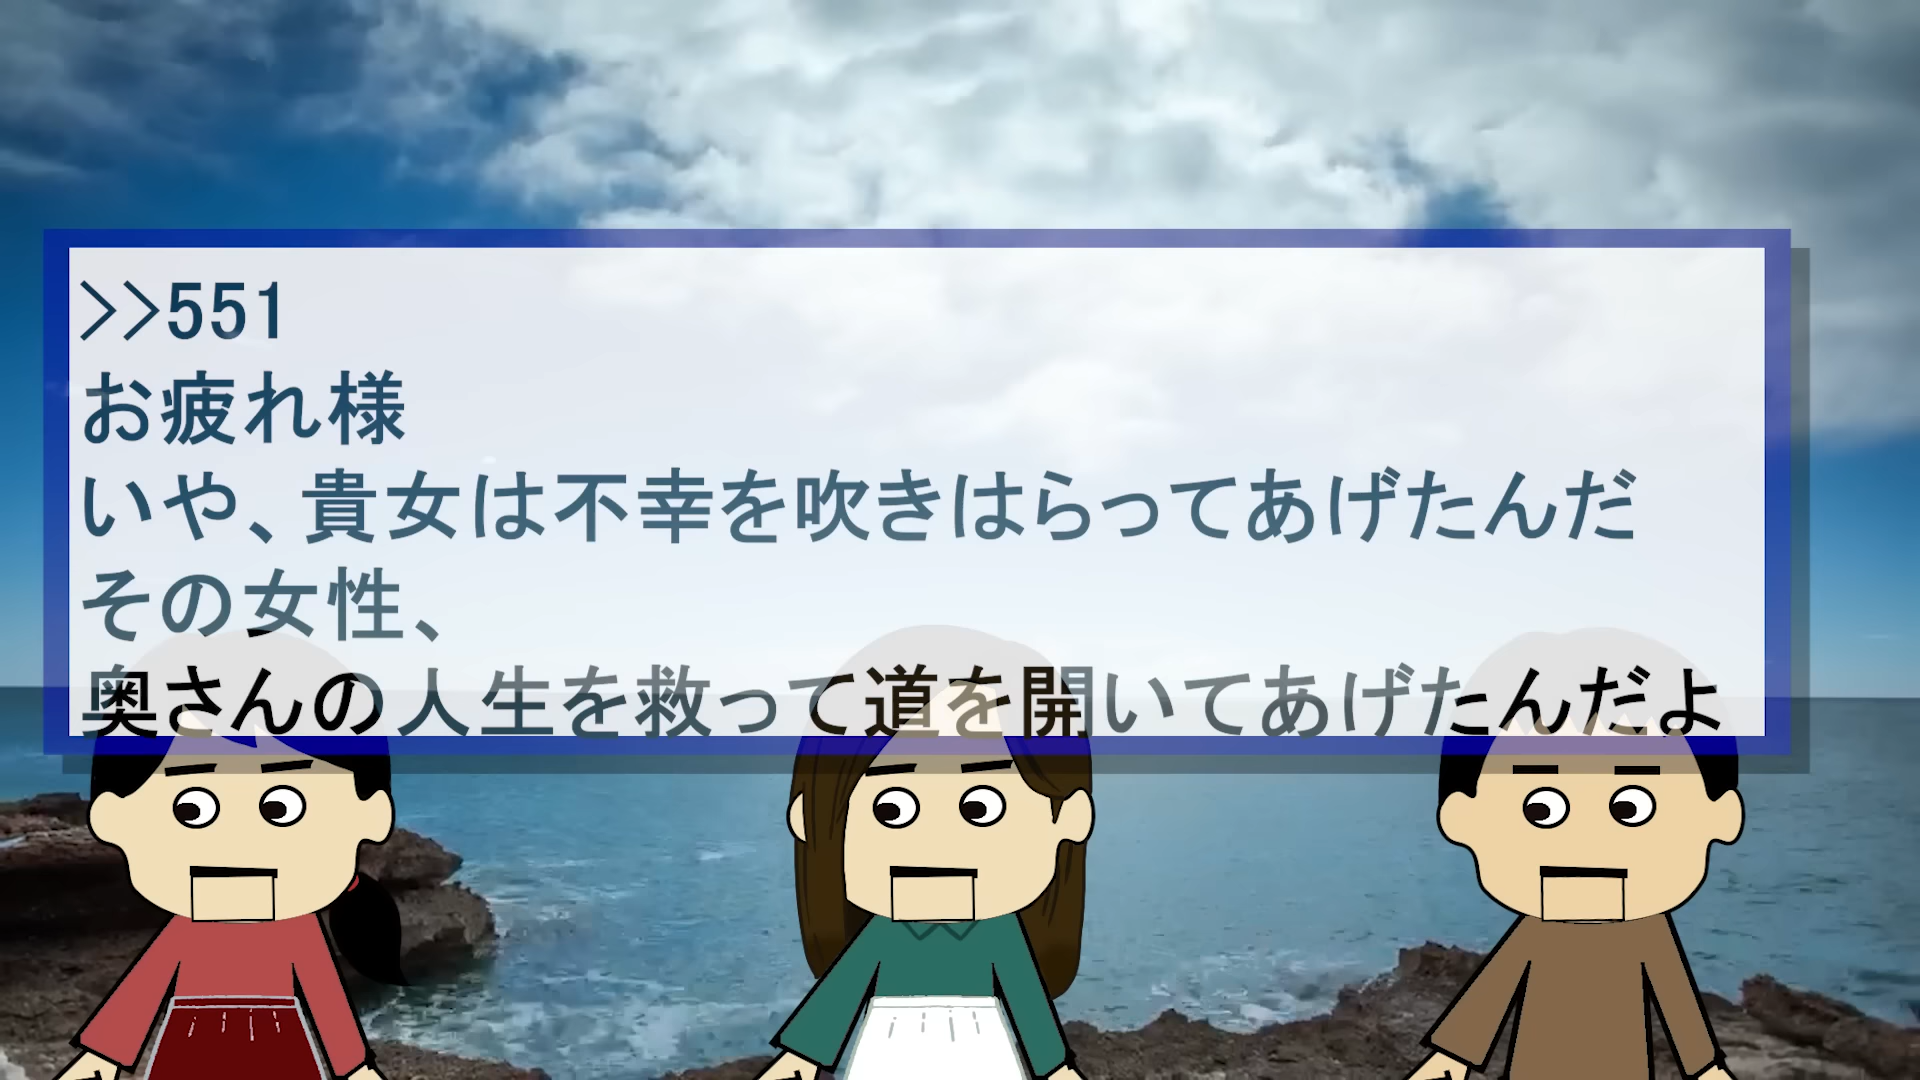 >>551
お疲れ様
いや、貴女は不幸を吹きはらってあげたんだ
その女性、
奥さんの人生を救って道を開いてあげたんだよ